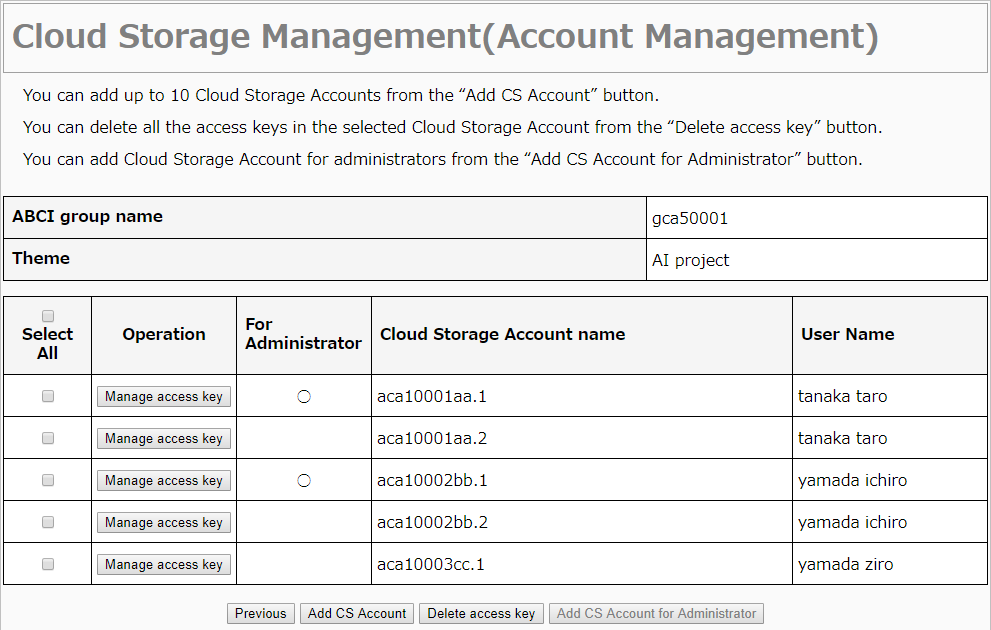 Cloud Storage Management(Account Management)
You can add up to 10 Cloud Storage Accounts from the “Add CS Account” button.
You can delete all the access keys in the selected Cloud Storage Account from the “Delete access key” button.
You can add Cloud Storage Account for administrators from the “Add CS Account for Administrator” button.
ABCI group name gca50001
Theme AI project
Select All Operation For Administrator Cloud Storage Account name User Name
Manage access key ○ aca10001aa.1 tanaka taro
Manage access key aca10001aa.2 tanaka taro
Manage access key ○ aca10002bb.1 yamada ichiro
Manage access key aca10002bb.2 yamada ichiro
Manage access key aca10003cc.1 yamada ziro
Previous Add CS Account Delete access key Add CS Account for Administrator